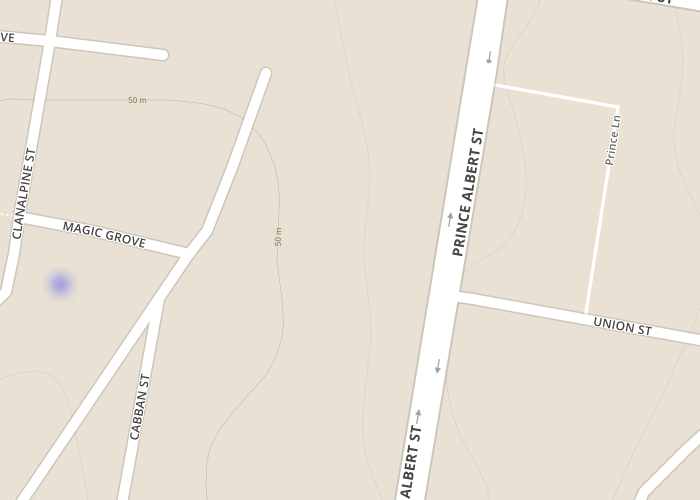 VE
50 m
CLANALPINE ST
MAGIC GROVE
50 m
PRINCE ALBERT ST
Prince Ln
UNION ST
CABBAN ST
ALBERT ST